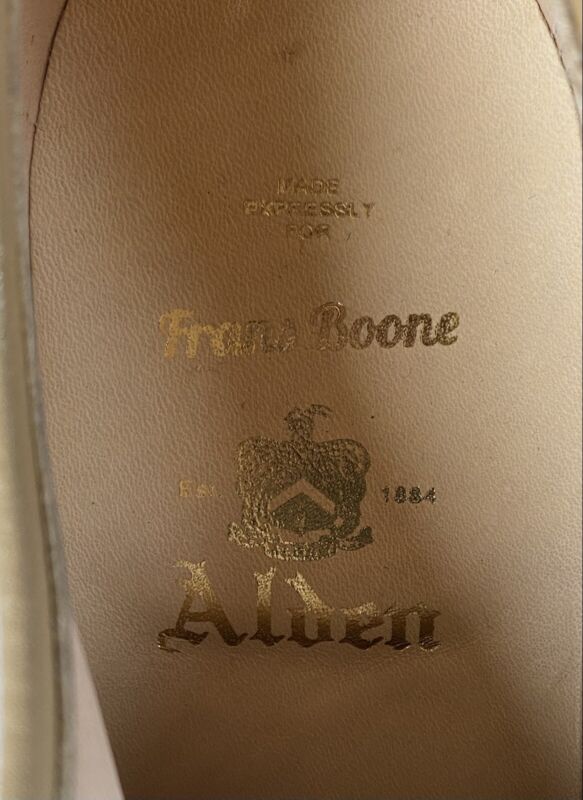 MADE
EXPRESSLY
FOR
Frans Boone
Est. 1884
Alden